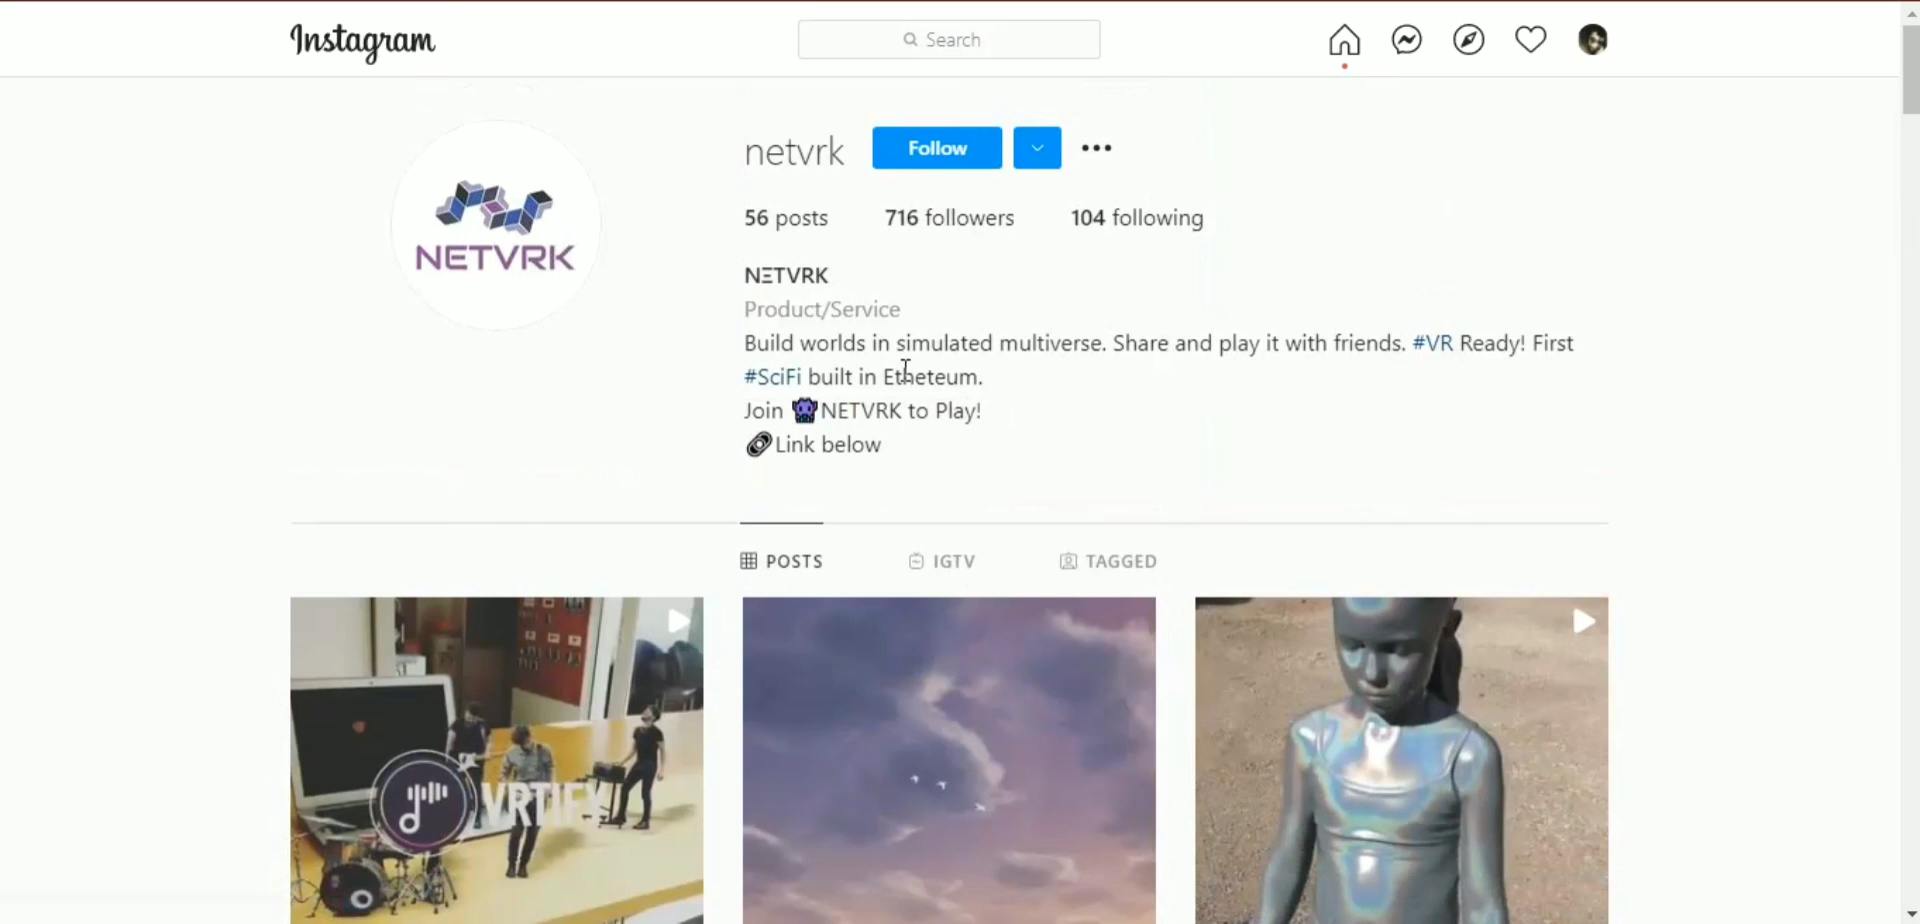 Instagram
Search
netvrk
Follow
56 posts
716 followers
104 following
NETVRK
NΞTVRK
Product/Service
Build worlds in simulated multiverse. Share and play it with friends. #VR Ready! First
#SciFi built in Etheteum.
Join 👾NETVRK to Play!
🔗Link below
POSTS
IGTV
TAGGED
VRTIFY